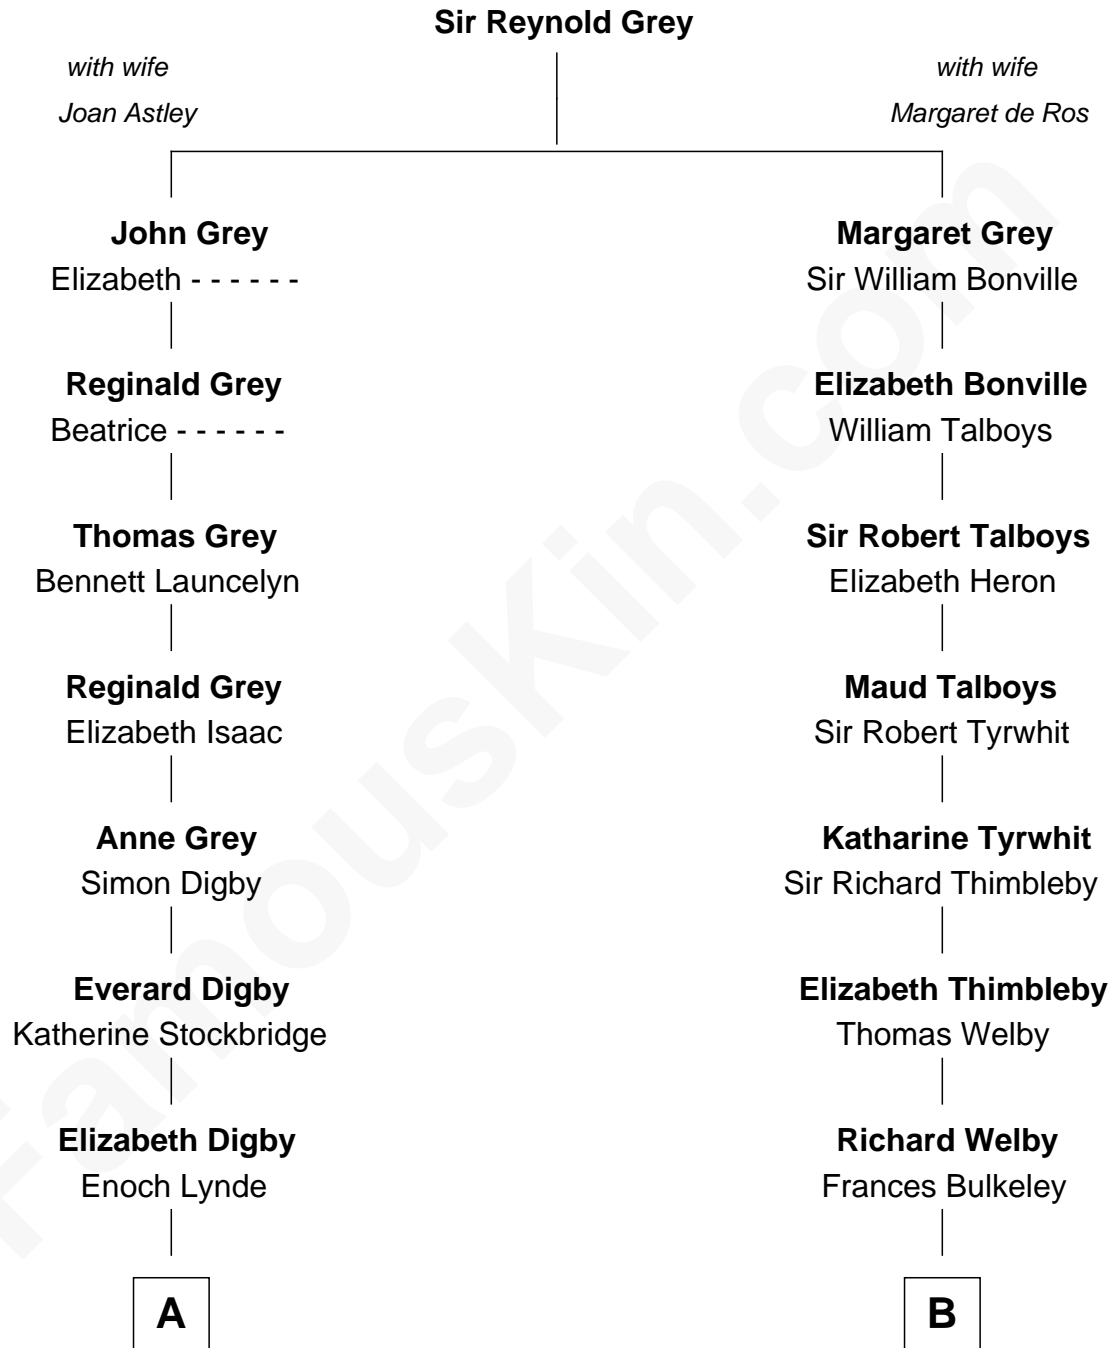 Sir Reynold Grey
with wife
Joan Astley
with wife
Margaret de Ros
John Grey
Elizabeth - - - - - -
Margaret Grey
Sir William Bonville
Reginald Grey
Beatrice - - - - - -
Elizabeth Bonville
William Talboys
Thomas Grey
Bennett Launcelyn
Sir Robert Talboys
Elizabeth Heron
Reginald Grey
Elizabeth Isaac
Maud Talboys
Sir Robert Tyrwhit
Anne Grey
Simon Digby
Katharine Tyrwhit
Sir Richard Thimbleby
Everard Digby
Katherine Stockbridge
Elizabeth Thimbleby
Thomas Welby
Elizabeth Digby
Enoch Lynde
Richard Welby
Frances Bulkeley
A
B
FamousKin.com